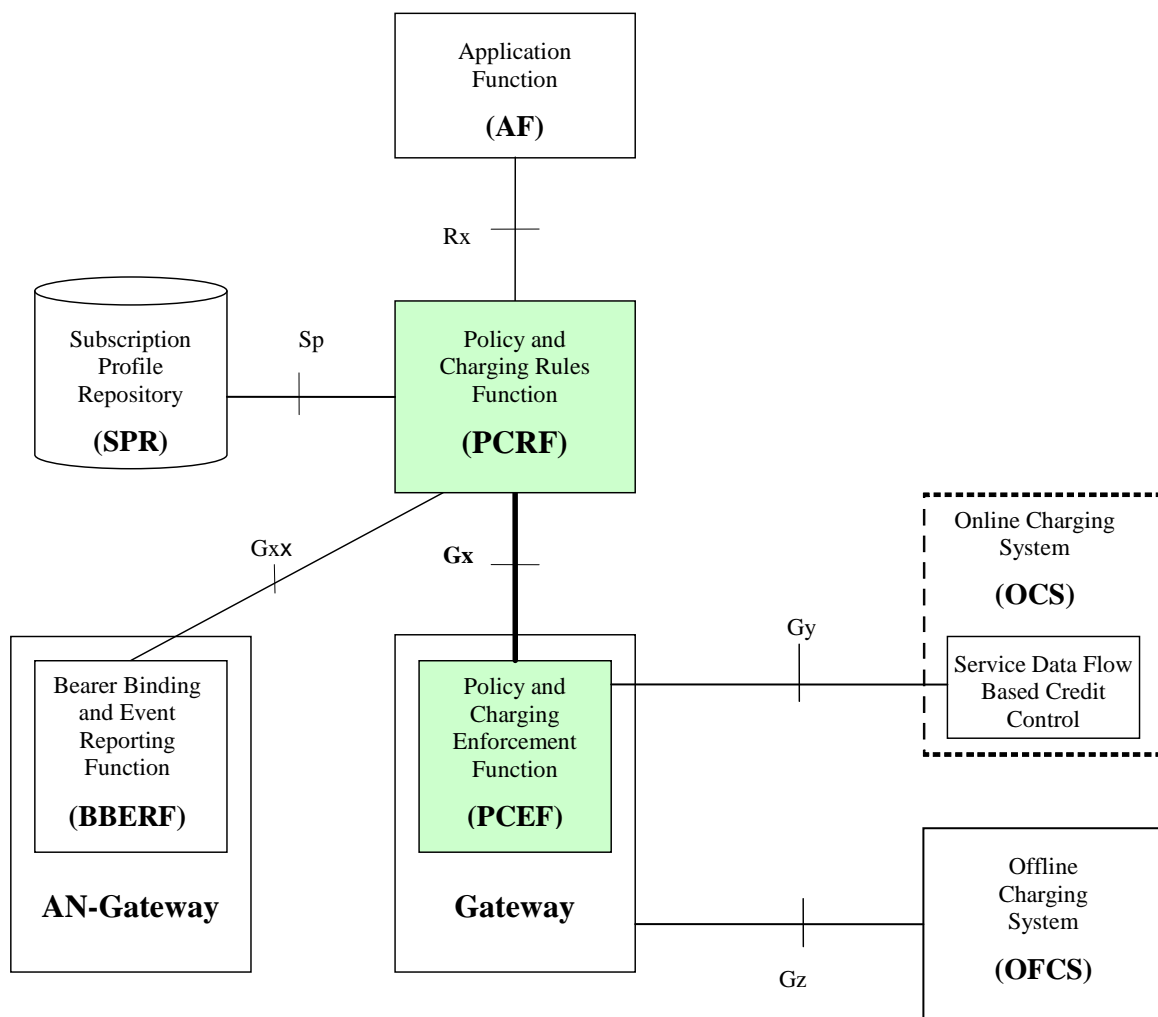 Application
Function
(AF)
Rx
Subscription
Profile
Repository
(SPR)
Sp
Policy and
Charging Rules
Function
(PCRF)
Gxx
Gx
Online Charging
System
(OCS)
Gy
Service Data Flow
Based Credit
Control
Bearer Binding
and Event
Reporting
Function
(BBERF)
AN-Gateway
Policy and
Charging
Enforcement
Function
(PCEF)
Gateway
Gz
Offline
Charging
System
(OFCS)